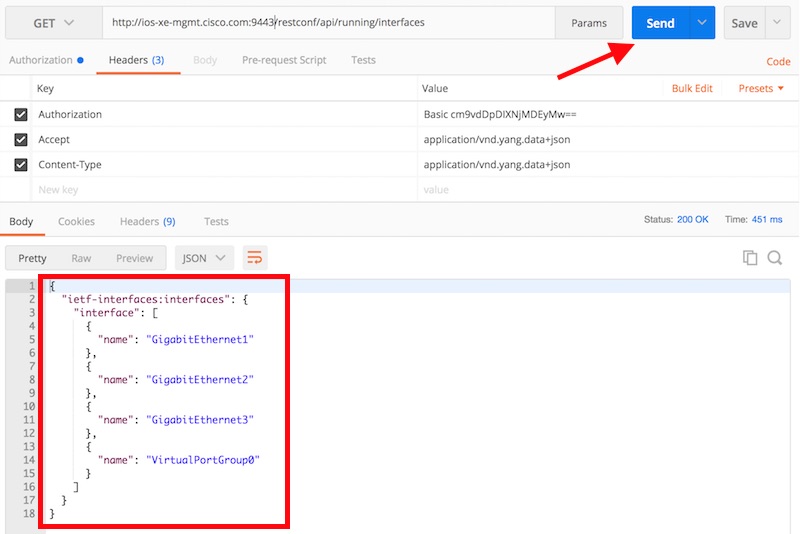 GET http://ios-xe-mgmt.cisco.com:9443/restconf/api/running/interfaces Params Send Save
Authorization Headers (3) Body Pre-request Script Tests Code
Key Value Bulk Edit Presets
Authorization Basic cm9vdDpDIXNjMDEyMw==
Accept application/vnd.yang.data+json
Content-Type application/vnd.yang.data+json
New key value
Body Cookies Headers (9) Tests Status: 200 OK Time: 451 ms
Pretty Raw Preview JSON
1 {
2 "ietf-interfaces:interfaces": {
3 "interface": [
4 {
5 "name": "GigabitEthernet1"
6 },
7 {
8 "name": "GigabitEthernet2"
9 },
10 {
11 "name": "GigabitEthernet3"
12 },
13 {
14 "name": "VirtualPortGroup0"
15 }
16 ]
17 }
18 }